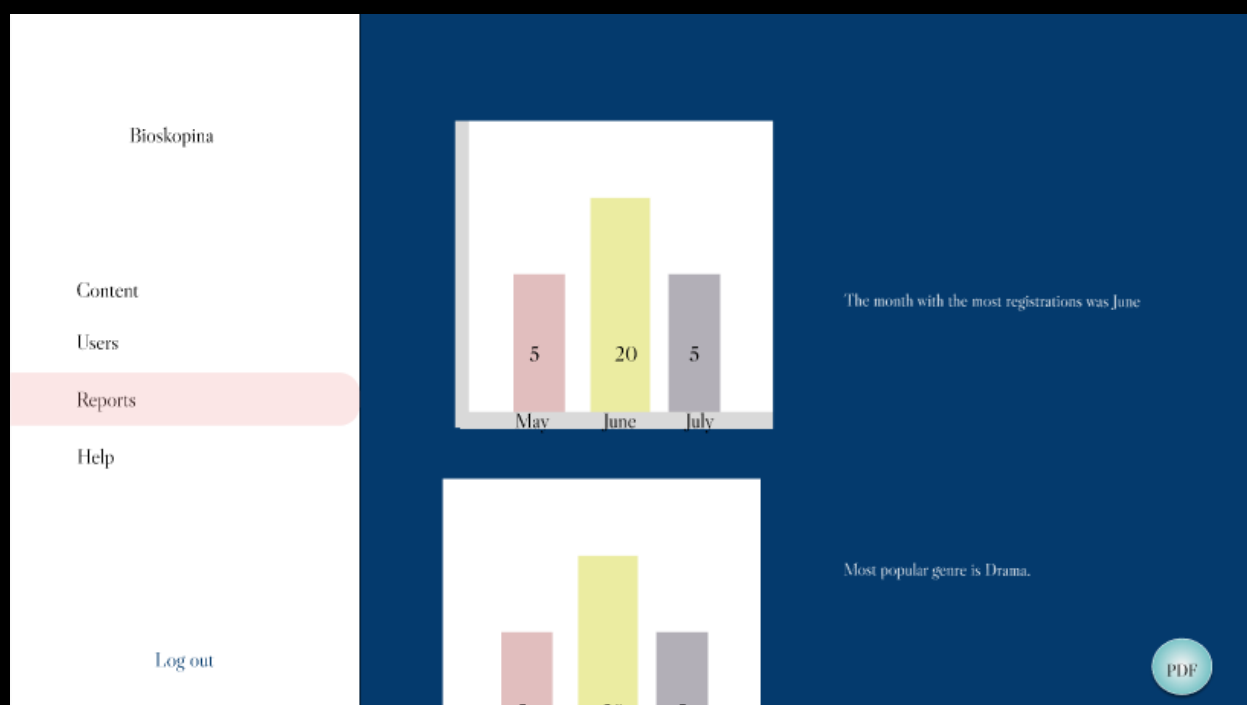 Bioskopina
Content
Users
Reports
Help
Log out
5 20 5
May June July
The month with the most registrations was June
Most popular genre is Drama.
PDF